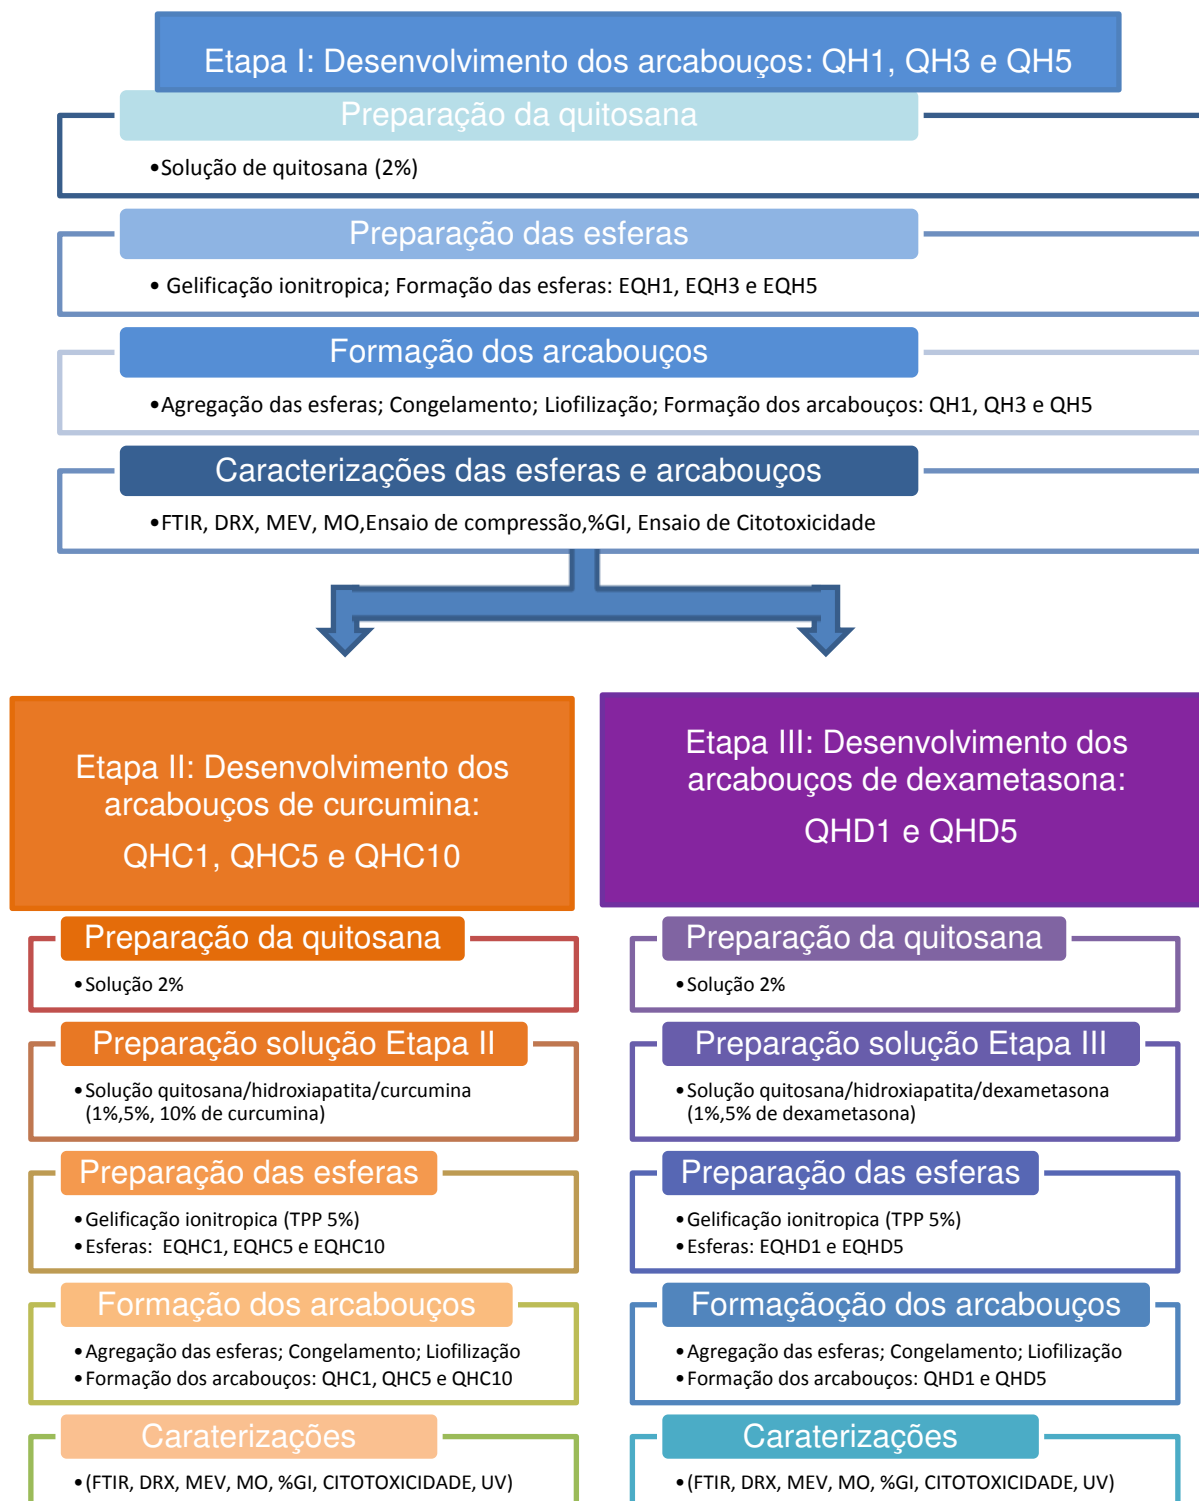 Etapa I: Desenvolvimento dos arcabouços: QH1, QH3 e QH5
Preparação da quitosana
•Solução de quitosana (2%)
Preparação das esferas
• Gelificação ionitropica; Formação das esferas: EQH1, EQH3 e EQH5
Formação dos arcabouços
•Agregação das esferas; Congelamento; Liofilização; Formação dos arcabouços: QH1, QH3 e QH5
Caracterizações das esferas e arcabouços
•FTIR, DRX, MEV, MO,Ensaio de compressão,%GI, Ensaio de Citotoxicidade
Etapa II: Desenvolvimento dos
arcabouços de curcumina:
QHC1, QHC5 e QHC10
Preparação da quitosana
•Solução 2%
Preparação solução Etapa II
•Solução quitosana/hidroxiapatita/curcumina
(1%,5%, 10% de curcumina)
Preparação das esferas
•Gelificação ionitropica (TPP 5%)
•Esferas: EQHC1, EQHC5 e EQHC10
Formação dos arcabouços
•Agregação das esferas; Congelamento; Liofilização
•Formação dos arcabouços: QHC1, QHC5 e QHC10
Caraterizações
•(FTIR, DRX, MEV, MO, %GI, CITOTOXICIDADE, UV)
Etapa III: Desenvolvimento dos
arcabouços de dexametasona:
QHD1 e QHD5
Preparação da quitosana
•Solução 2%
Preparação solução Etapa III
•Solução quitosana/hidroxiapatita/dexametasona
(1%,5% de dexametasona)
Preparação das esferas
•Gelificação ionitropica (TPP 5%)
•Esferas: EQHD1 e EQHD5
Formaçãoção dos arcabouços
•Agregação das esferas; Congelamento; Liofilização
•Formação dos arcabouços: QHD1 e QHD5
Caraterizações
•(FTIR, DRX, MEV, MO, %GI, CITOTOXICIDADE, UV)